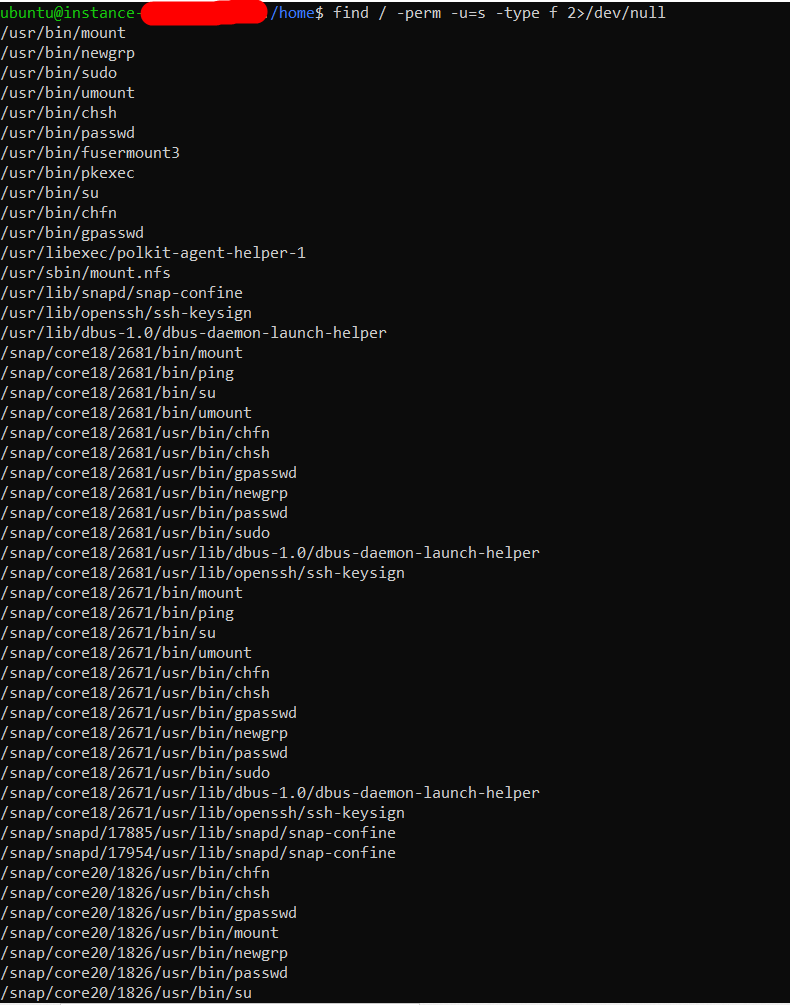 ubuntu@instance- /home$ find / -perm -u=s -type f 2>/dev/null
/usr/bin/mount
/usr/bin/newgrp
/usr/bin/sudo
/usr/bin/umount
/usr/bin/chsh
/usr/bin/passwd
/usr/bin/fusermount3
/usr/bin/pkexec
/usr/bin/su
/usr/bin/chfn
/usr/bin/gpasswd
/usr/libexec/polkit-agent-helper-1
/usr/sbin/mount.nfs
/usr/lib/snapd/snap-confine
/usr/lib/openssh/ssh-keysign
/usr/lib/dbus-1.0/dbus-daemon-launch-helper
/snap/core18/2681/bin/mount
/snap/core18/2681/bin/ping
/snap/core18/2681/bin/su
/snap/core18/2681/bin/umount
/snap/core18/2681/usr/bin/chfn
/snap/core18/2681/usr/bin/chsh
/snap/core18/2681/usr/bin/gpasswd
/snap/core18/2681/usr/bin/newgrp
/snap/core18/2681/usr/bin/passwd
/snap/core18/2681/usr/bin/sudo
/snap/core18/2681/usr/lib/dbus-1.0/dbus-daemon-launch-helper
/snap/core18/2681/usr/lib/openssh/ssh-keysign
/snap/core18/2671/bin/mount
/snap/core18/2671/bin/ping
/snap/core18/2671/bin/su
/snap/core18/2671/bin/umount
/snap/core18/2671/usr/bin/chfn
/snap/core18/2671/usr/bin/chsh
/snap/core18/2671/usr/bin/gpasswd
/snap/core18/2671/usr/bin/newgrp
/snap/core18/2671/usr/bin/passwd
/snap/core18/2671/usr/bin/sudo
/snap/core18/2671/usr/lib/dbus-1.0/dbus-daemon-launch-helper
/snap/core18/2671/usr/lib/openssh/ssh-keysign
/snap/snapd/17885/usr/lib/snapd/snap-confine
/snap/snapd/17954/usr/lib/snapd/snap-confine
/snap/core20/1826/usr/bin/chfn
/snap/core20/1826/usr/bin/chsh
/snap/core20/1826/usr/bin/gpasswd
/snap/core20/1826/usr/bin/mount
/snap/core20/1826/usr/bin/newgrp
/snap/core20/1826/usr/bin/passwd
/snap/core20/1826/usr/bin/su